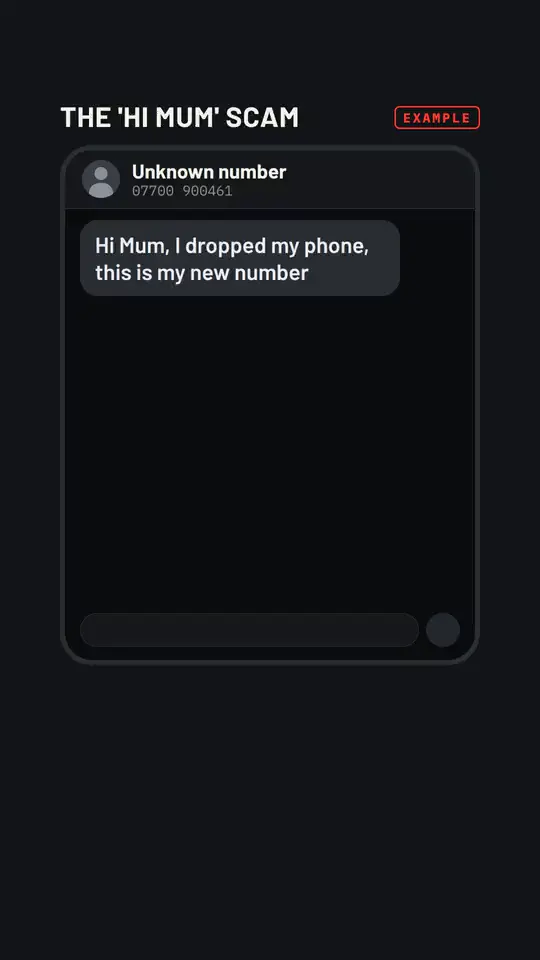 THE 'HI MUM' SCAM
EXAMPLE
Unknown number
07700 900461
Hi Mum, I dropped my phone,
this is my new number